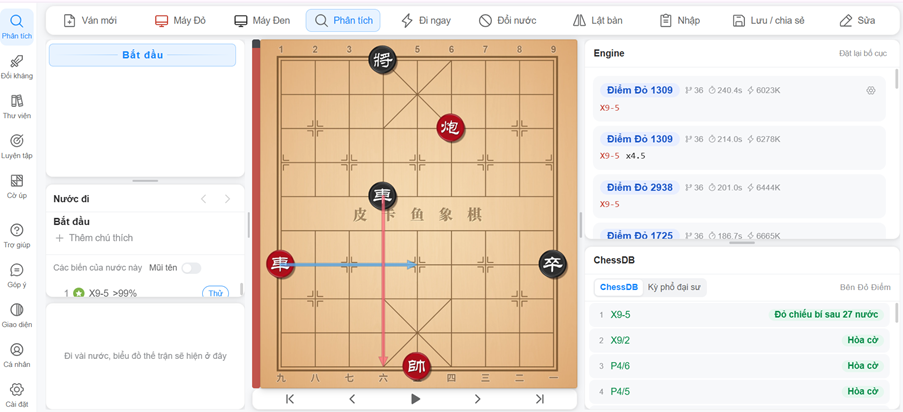 Ván mới
Máy Đỏ
Máy Đen
Phân tích
Đi ngay
Đổi nước
Lật bàn
Nhập
Lưu / chia sẻ
Sửa
Phân tích
Đối kháng
Thư viện
Luyện tập
Cờ úp
Trợ giúp
Góp ý
Giao diện
Cá nhân
Cài đặt
Bắt đầu
Nước đi
Bắt đầu
+ Thêm chú thích
Các biến của nước này Mũi tên
1 X9-5 >99% Thử
Đi vài nước, biểu đồ thế trận sẽ hiện ở đây
1 2 3 4 5 6 7 8 9
將
炮
車
皮卡鱼象棋
車
卒
帥
九 八 七 六 五 四 三 二 一
Engine
Đặt lại bố cục
Điểm Đỏ 1309 36 240.4s 6023K
X9-5
Điểm Đỏ 1309 36 214.0s 6278K
X9-5 x4.5
Điểm Đỏ 2938 36 201.0s 6444K
X9-5
Điểm Đỏ 1725 36 186.7s 6665K
ChessDB
ChessDB
Kỳ phổ đại sư
Bên Đỏ Điểm
1 X9-5 Đỏ chiếu bí sau 27 nước
2 X9/2 Hòa cờ
3 P4/6 Hòa cờ
4 P4/5 Hòa cờ